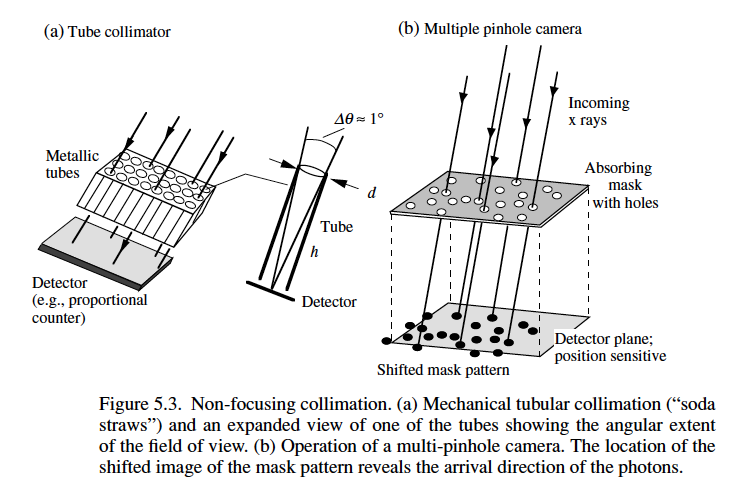 (a) Tube collimator
Metallic
tubes
Detector
(e.g., proportional
counter)
Δθ ≈ 1°
d
Tube
h
Detector
(b) Multiple pinhole camera
Incoming
x rays
Absorbing
mask
with holes
Detector plane;
position sensitive
Shifted mask pattern
Figure 5.3. Non-focusing collimation. (a) Mechanical tubular collimation (“soda
straws”) and an expanded view of one of the tubes showing the angular extent
of the field of view. (b) Operation of a multi-pinhole camera. The location of the
shifted image of the mask pattern reveals the arrival direction of the photons.